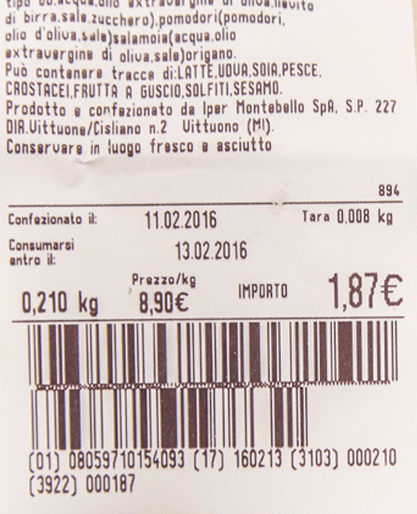 tipo 00,acqua,olio extravergine di oliva,lievito
di birra,sale,zucchero),pomodori(pomodori,
olio d'oliva,sale)salamoia(acqua,olio
extravergine di oliva,sale)origano.
Può contenere tracce di:LATTE,UOVA,SOIA,PESCE,
CROSTACEI,FRUTTA A GUSCIO,SOLFITI,SESAMO.
Prodotto e confezionato da Iper Montebello SpA, S.P. 227
DIR.Vittuone/Cisliano n.2 Vittuone (MI).
Conservare in luogo fresco e asciutto
894
Confezionato il: 11.02.2016 Tara 0,008 kg
Consumarsi
entro il: 13.02.2016
Prezzo/kg
0,210 kg 8,90€ IMPORTO 1,87€
(01) 08059710154093 (17) 160213 (3103) 000210
(3922) 000187